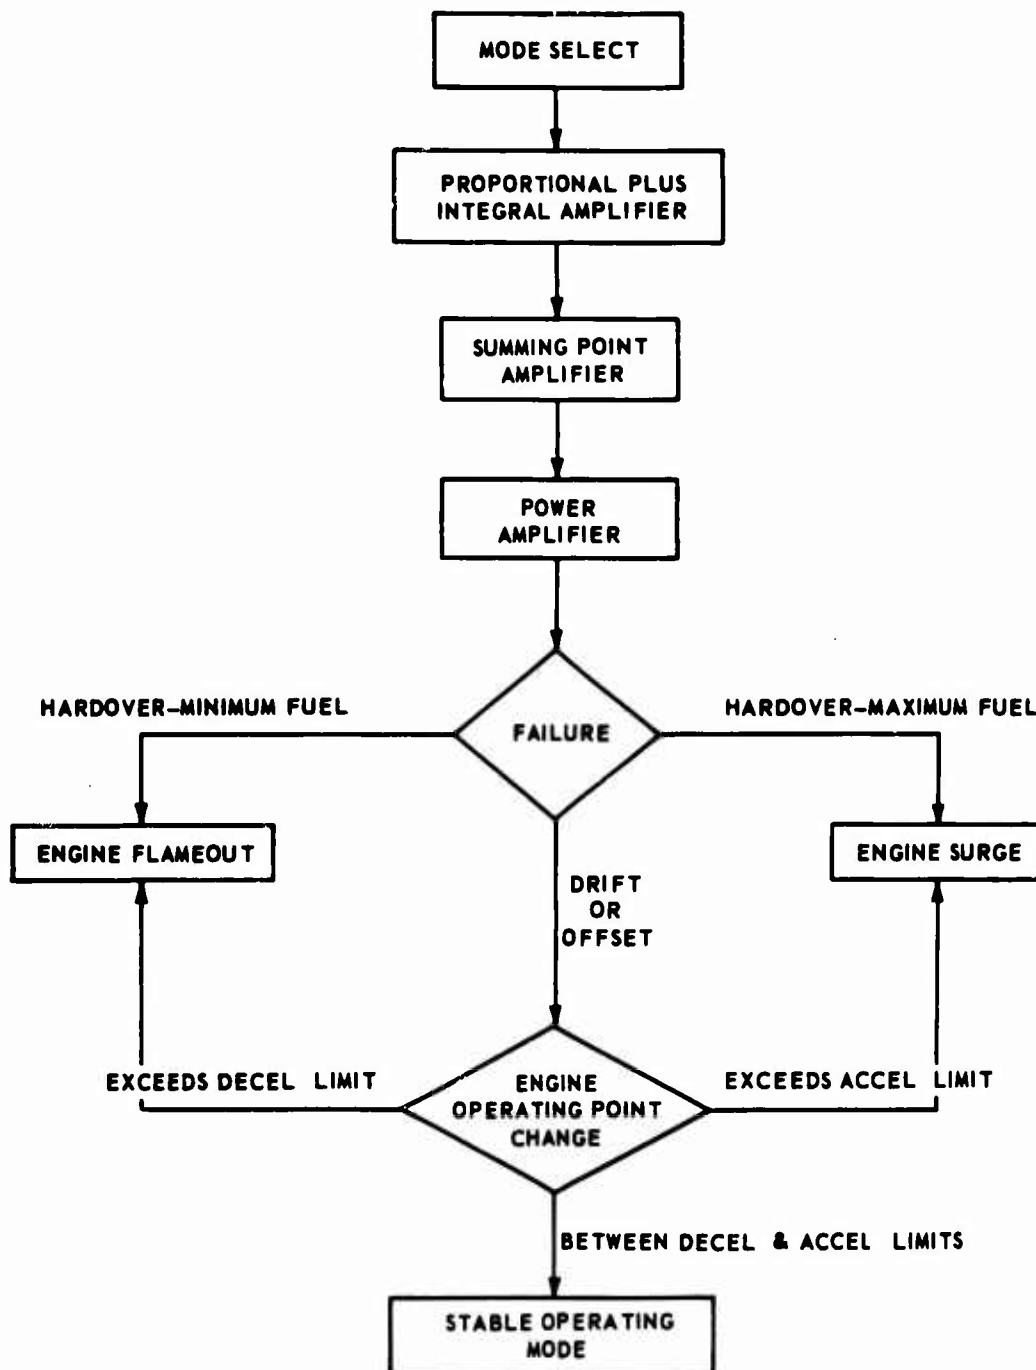 MODE SELECT
PROPORTIONAL PLUS
INTEGRAL AMPLIFIER
SUMMING POINT
AMPLIFIER
POWER
AMPLIFIER
HARDOVER-MINIMUM FUEL
FAILURE
HARDOVER-MAXIMUM FUEL
ENGINE FLAMEOUT
ENGINE SURGE
DRIFT
OR
OFFSET
EXCEEDS DECEL LIMIT
ENGINE
OPERATING POINT
CHANGE
EXCEEDS ACCEL LIMIT
BETWEEN DECEL & ACCEL LIMITS
STABLE OPERATING
MODE